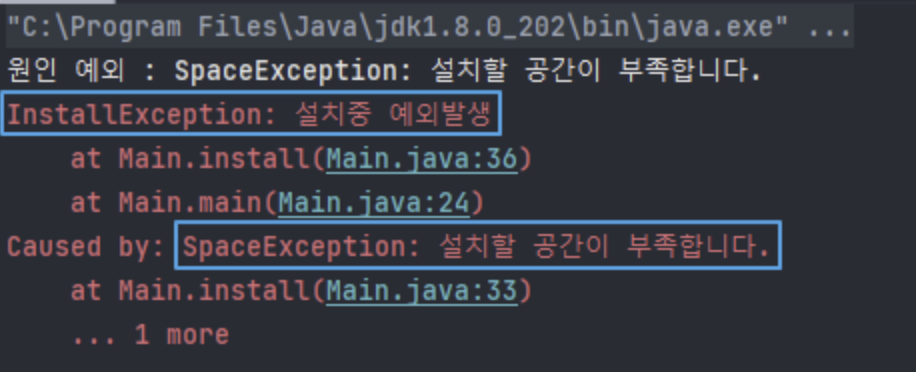 "C:\Program Files\Java\jdk1.8.0_202\bin\java.exe" ...
원인 예외 : SpaceException: 설치할 공간이 부족합니다.
InstallException: 설치중 예외발생
at Main.install(Main.java:36)
at Main.main(Main.java:24)
Caused by: SpaceException: 설치할 공간이 부족합니다.
at Main.install(Main.java:33)
... 1 more